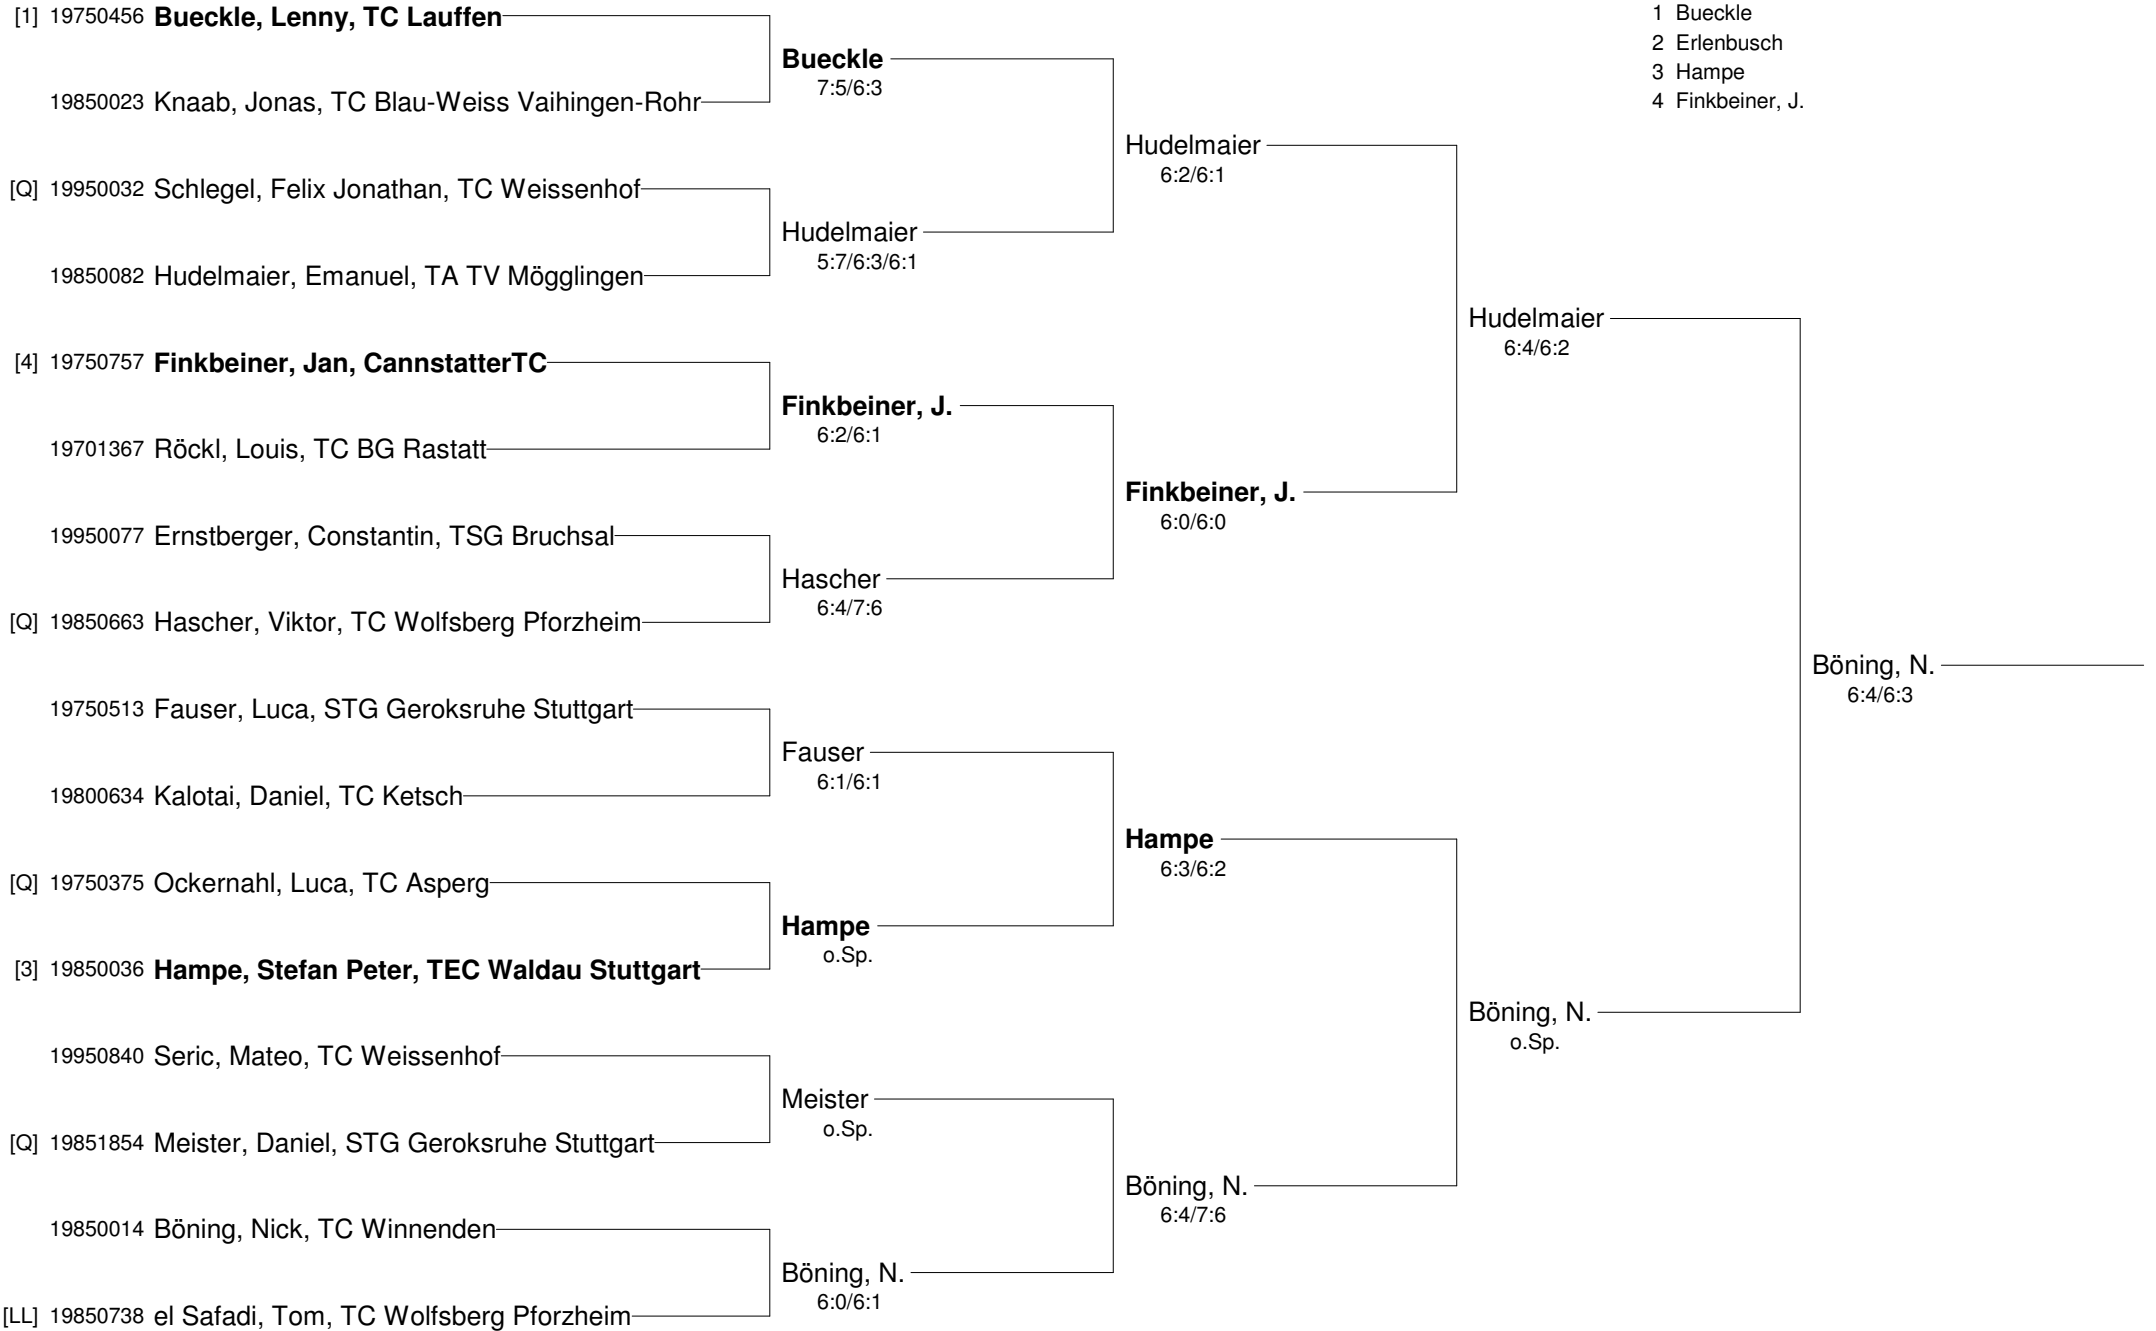 [1] 19750456 Bueckle, Lenny, TC Lauffen
19850023 Knaab, Jonas, TC Blau-Weiss Vaihingen-Rohr
[Q] 19950032 Schlegel, Felix Jonathan, TC Weissenhof
19850082 Hudelmaier, Emanuel, TA TV Mögglingen
[4] 19750757 Finkbeiner, Jan, CannstatterTC
19701367 Röckl, Louis, TC BG Rastatt
19950077 Ernstberger, Constantin, TSG Bruchsal
[Q] 19850663 Hascher, Viktor, TC Wolfsberg Pforzheim
19750513 Fauser, Luca, STG Geroksruhe Stuttgart
19800634 Kalotai, Daniel, TC Ketsch
[Q] 19750375 Ockernahl, Luca, TC Asperg
[3] 19850036 Hampe, Stefan Peter, TEC Waldau Stuttgart
19950840 Seric, Mateo, TC Weissenhof
[Q] 19851854 Meister, Daniel, STG Geroksruhe Stuttgart
19850014 Böning, Nick, TC Winnenden
[LL] 19850738 el Safadi, Tom, TC Wolfsberg Pforzheim
Bueckle
7:5/6:3
Hudelmaier
5:7/6:3/6:1
Finkbeiner, J.
6:2/6:1
Hascher
6:4/7:6
Fauser
6:1/6:1
Hampe
o.Sp.
Meister
o.Sp.
Böning, N.
6:0/6:1
Hudelmaier
6:2/6:1
Finkbeiner, J.
6:0/6:0
Hampe
6:3/6:2
Böning, N.
6:4/7:6
Hudelmaier
6:4/6:2
Böning, N.
o.Sp.
Böning, N.
6:4/6:3
1 Bueckle
2 Erlenbusch
3 Hampe
4 Finkbeiner, J.